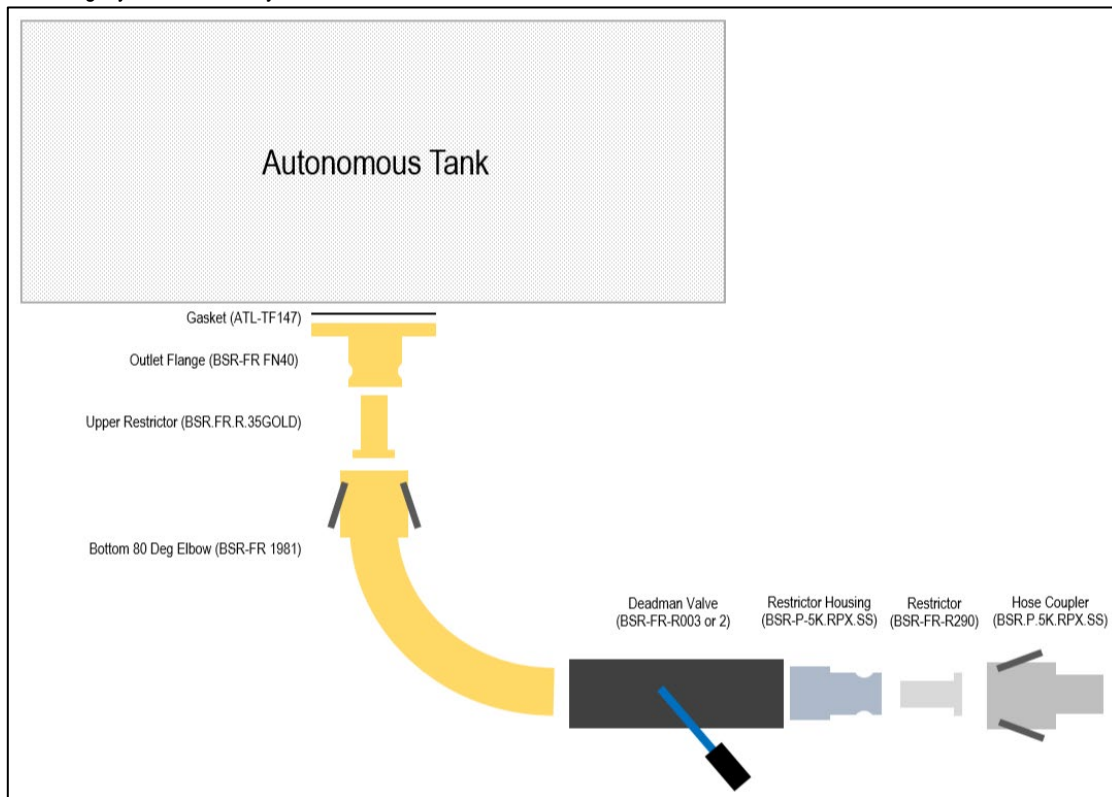 Autonomous Tank
Gasket (ATL-TF147)
Outlet Flange (BSR-FR FN40)
Upper Restrictor (BSR.FR.R.35GOLD)
Bottom 80 Deg Elbow (BSR-FR 1981)
Deadman Valve
(BSR-FR-R003 or 2)
Restrictor Housing
(BSR-P-5K.RPX.SS)
Restrictor
(BSR-FR-R290)
Hose Coupler
(BSR.P.5K.RPX.SS)